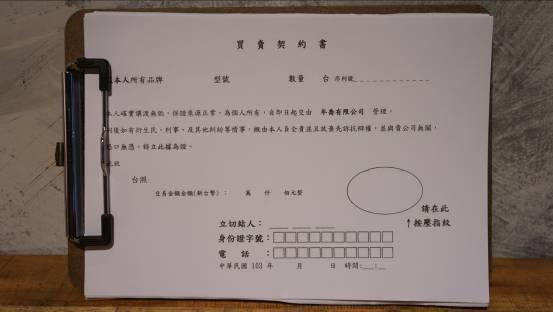 買賣契約書
本人所有品牌 型號 數量 台 序列號_ _ _ _ _ _ _ _ _ _ _ _ _
本人確實讓渡無訛,保證來源正常,為個人所有,自即日起交由 年喬有限公司 管理,
後如有衍生民、刑事、及其他糾紛等情事,概由本人負全責並且放棄先訴抗辯權,並與貴公司無關,
口無憑,特立此據為證。
此致
台照
交易金額金額(新台幣): 萬 仟 佰元整
請在此
↑按壓指紋
立切結人:
身份證字號:□□□□□□□□□□
電話 :□□□□□□□□□□
中華民國 103 年 月 日 時間:__:__